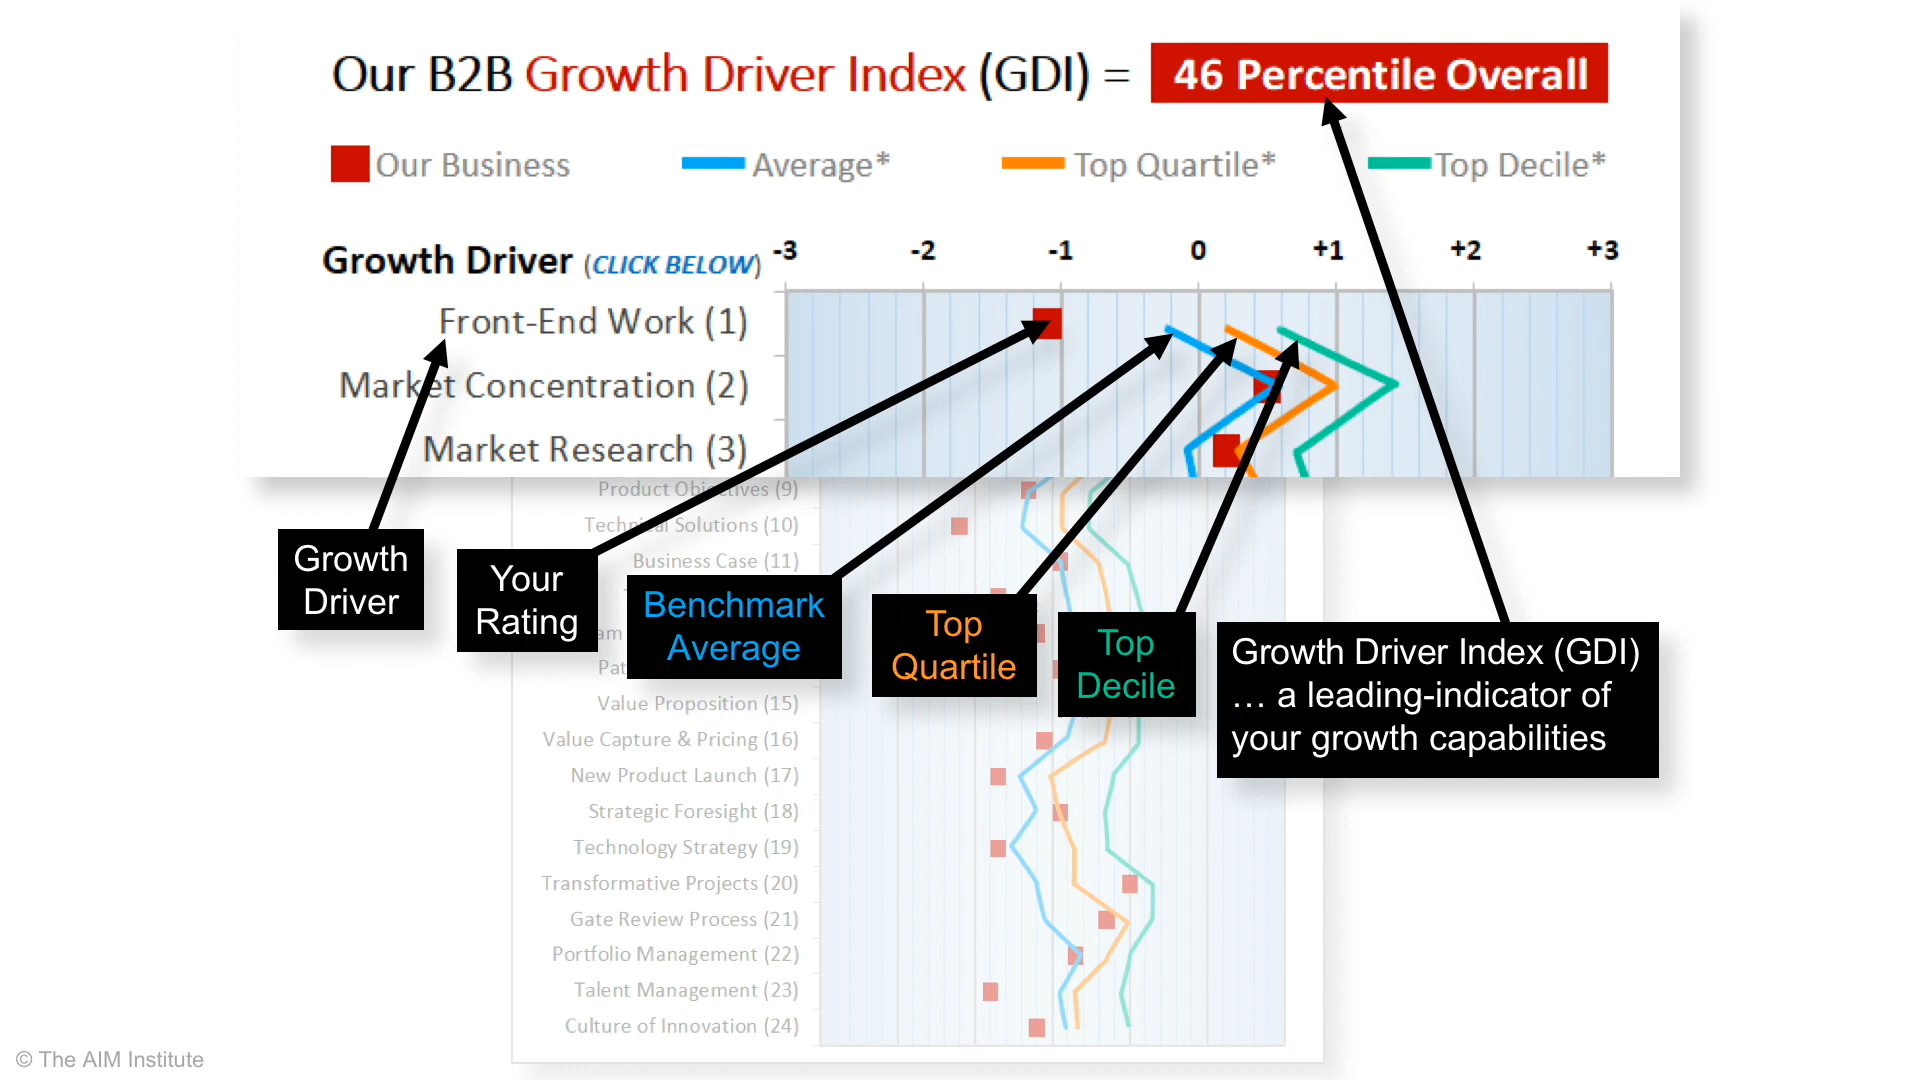 Our B2B Growth Driver Index (GDI) = 46 Percentile Overall
Our Business Average* Top Quartile* Top Decile*
Growth Driver (CLICK BELOW) -3 -2 -1 0 +1 +2 +3
Front-End Work (1)
Market Concentration (2)
Market Research (3)
Product Objectives (9)
Technical Solutions (10)
Business Case (11)
Growth
Driver
Your
Rating
Benchmark
Average
Top
Quartile
Top
Decile
Growth Driver Index (GDI)
… a leading-indicator of
your growth capabilities
Value Proposition (15)
Value Capture & Pricing (16)
New Product Launch (17)
Strategic Foresight (18)
Technology Strategy (19)
Transformative Projects (20)
Gate Review Process (21)
Portfolio Management (22)
Talent Management (23)
Culture of Innovation (24)
© The AIM Institute